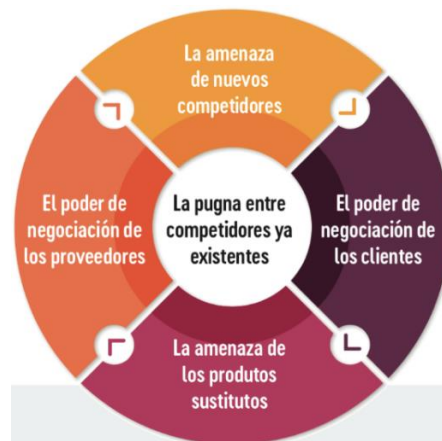 La amenaza
de nuevos
competidores
El poder de
negociación de
los proveedores
La pugna entre
competidores ya
existentes
El poder de
negociación de
los clientes
La amenaza de
los produtos
sustitutos